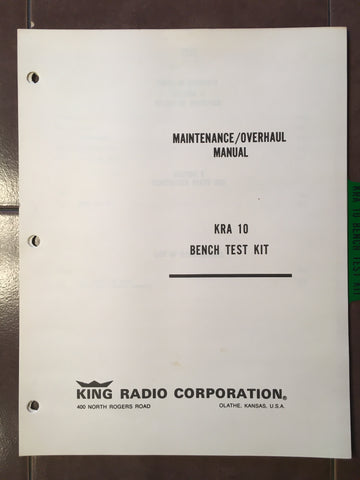 MAINTENANCE/OVERHAUL
MANUAL
KRA 10
BENCH TEST KIT
KING RADIO CORPORATION®
400 NORTH ROGERS ROAD OLATHE, KANSAS, U.S.A.